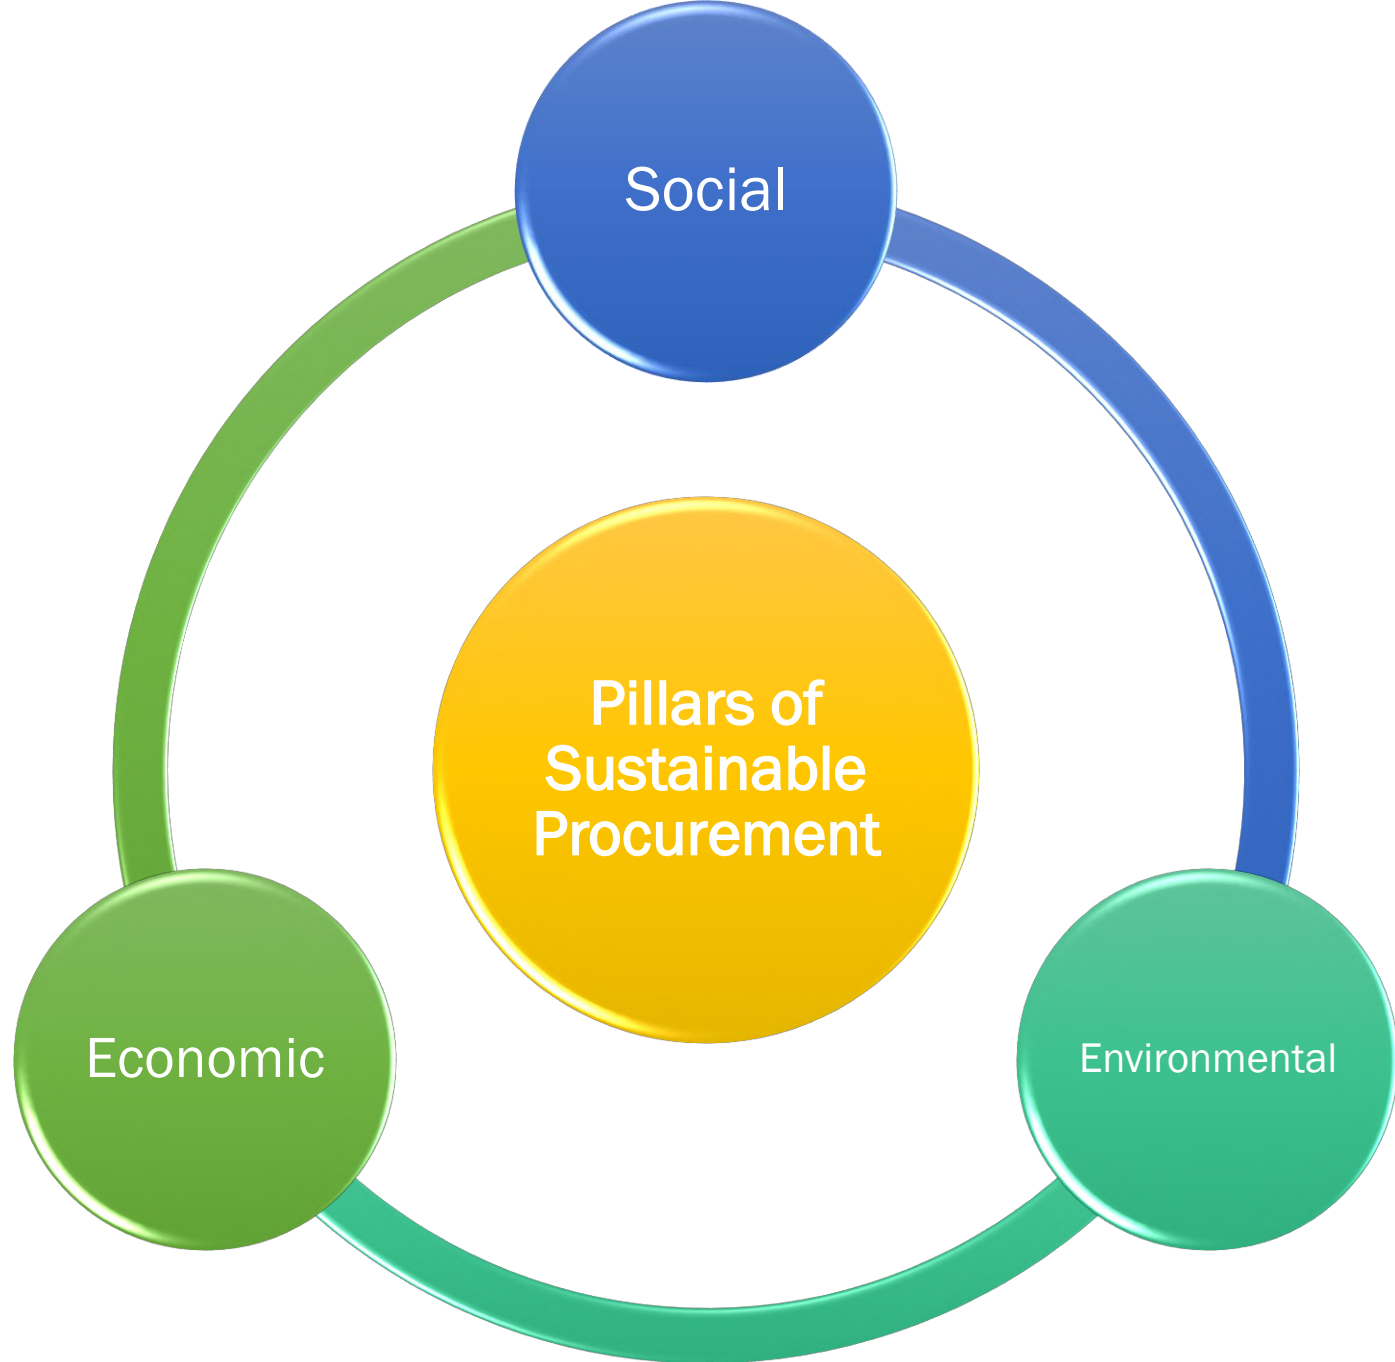 Social
Pillars of
Sustainable
Procurement
Economic
Environmental